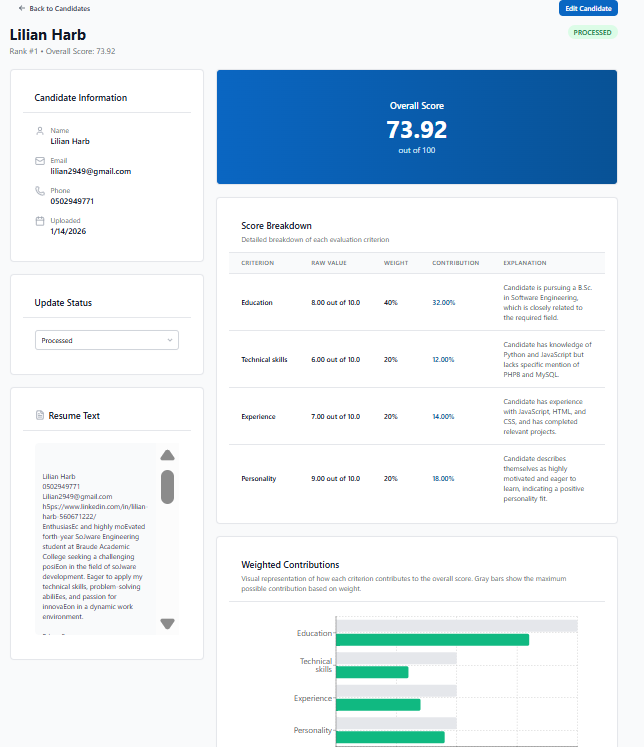 ← Back to Candidates
Edit Candidate
Lilian Harb
Rank #1 • Overall Score: 73.92
PROCESSED
Candidate Information
Name
Lilian Harb
Email
lilian2949@gmail.com
Phone
0502949771
Uploaded
1/14/2026
Update Status
Processed
Resume Text
Lilian Harb
0502949771
Lilian2949@gmail.com
h5ps://www.linkedin.com/in/lilian-
harb-560671222/
EnthusiasEc and highly moEvated
forth-year SoJware Engineering
student at Braude Academic
College seeking a challenging
posiEon in the field of soJware
development. Eager to apply my
technical skills, problem-solving
abiliEes, and passion for
innovaEon in a dynamic work
environment.
Overall Score
73.92
out of 100
Score Breakdown
Detailed breakdown of each evaluation criterion
CRITERION RAW VALUE WEIGHT CONTRIBUTION EXPLANATION
Education 8.00 out of 10.0 40% 32.00%
Candidate is pursuing a B.Sc.
in Software Engineering,
which is closely related to
the required field.
Technical skills 6.00 out of 10.0 20% 12.00%
Candidate has knowledge of
Python and JavaScript but
lacks specific mention of
PHP8 and MySQL.
Experience 7.00 out of 10.0 20% 14.00%
Candidate has experience
with JavaScript, HTML, and
CSS, and has completed
relevant projects.
Personality 9.00 out of 10.0 20% 18.00%
Candidate describes
themselves as highly
motivated and eager to
learn, indicating a positive
personality fit.
Weighted Contributions
Visual representation of how each criterion contributes to the overall score. Gray bars show the maximum
possible contribution based on weight.
Education
Technical
skills
Experience
Personality